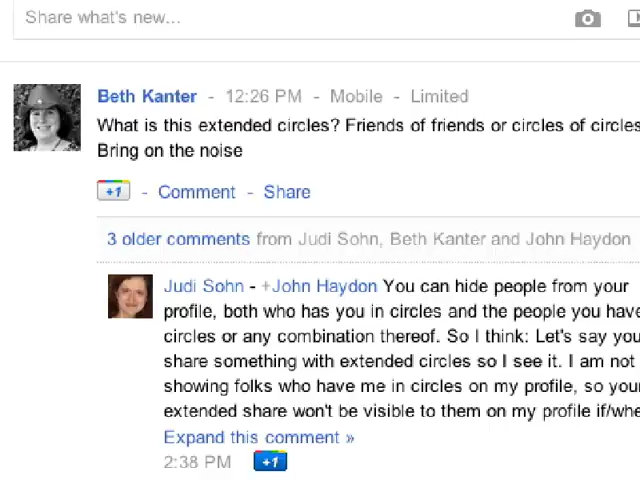 Share what's new...
Beth Kanter - 12:26 PM - Mobile - Limited
What is this extended circles? Friends of friends or circles of circles
Bring on the noise
+1 - Comment - Share
3 older comments from Judi Sohn, Beth Kanter and John Haydon
Judi Sohn - +John Haydon You can hide people from your
profile, both who has you in circles and the people you have
circles or any combination thereof. So I think: Let's say you
share something with extended circles so I see it. I am not
showing folks who have me in circles on my profile, so your
extended share won't be visible to them on my profile if/whe
Expand this comment »
2:38 PM +1